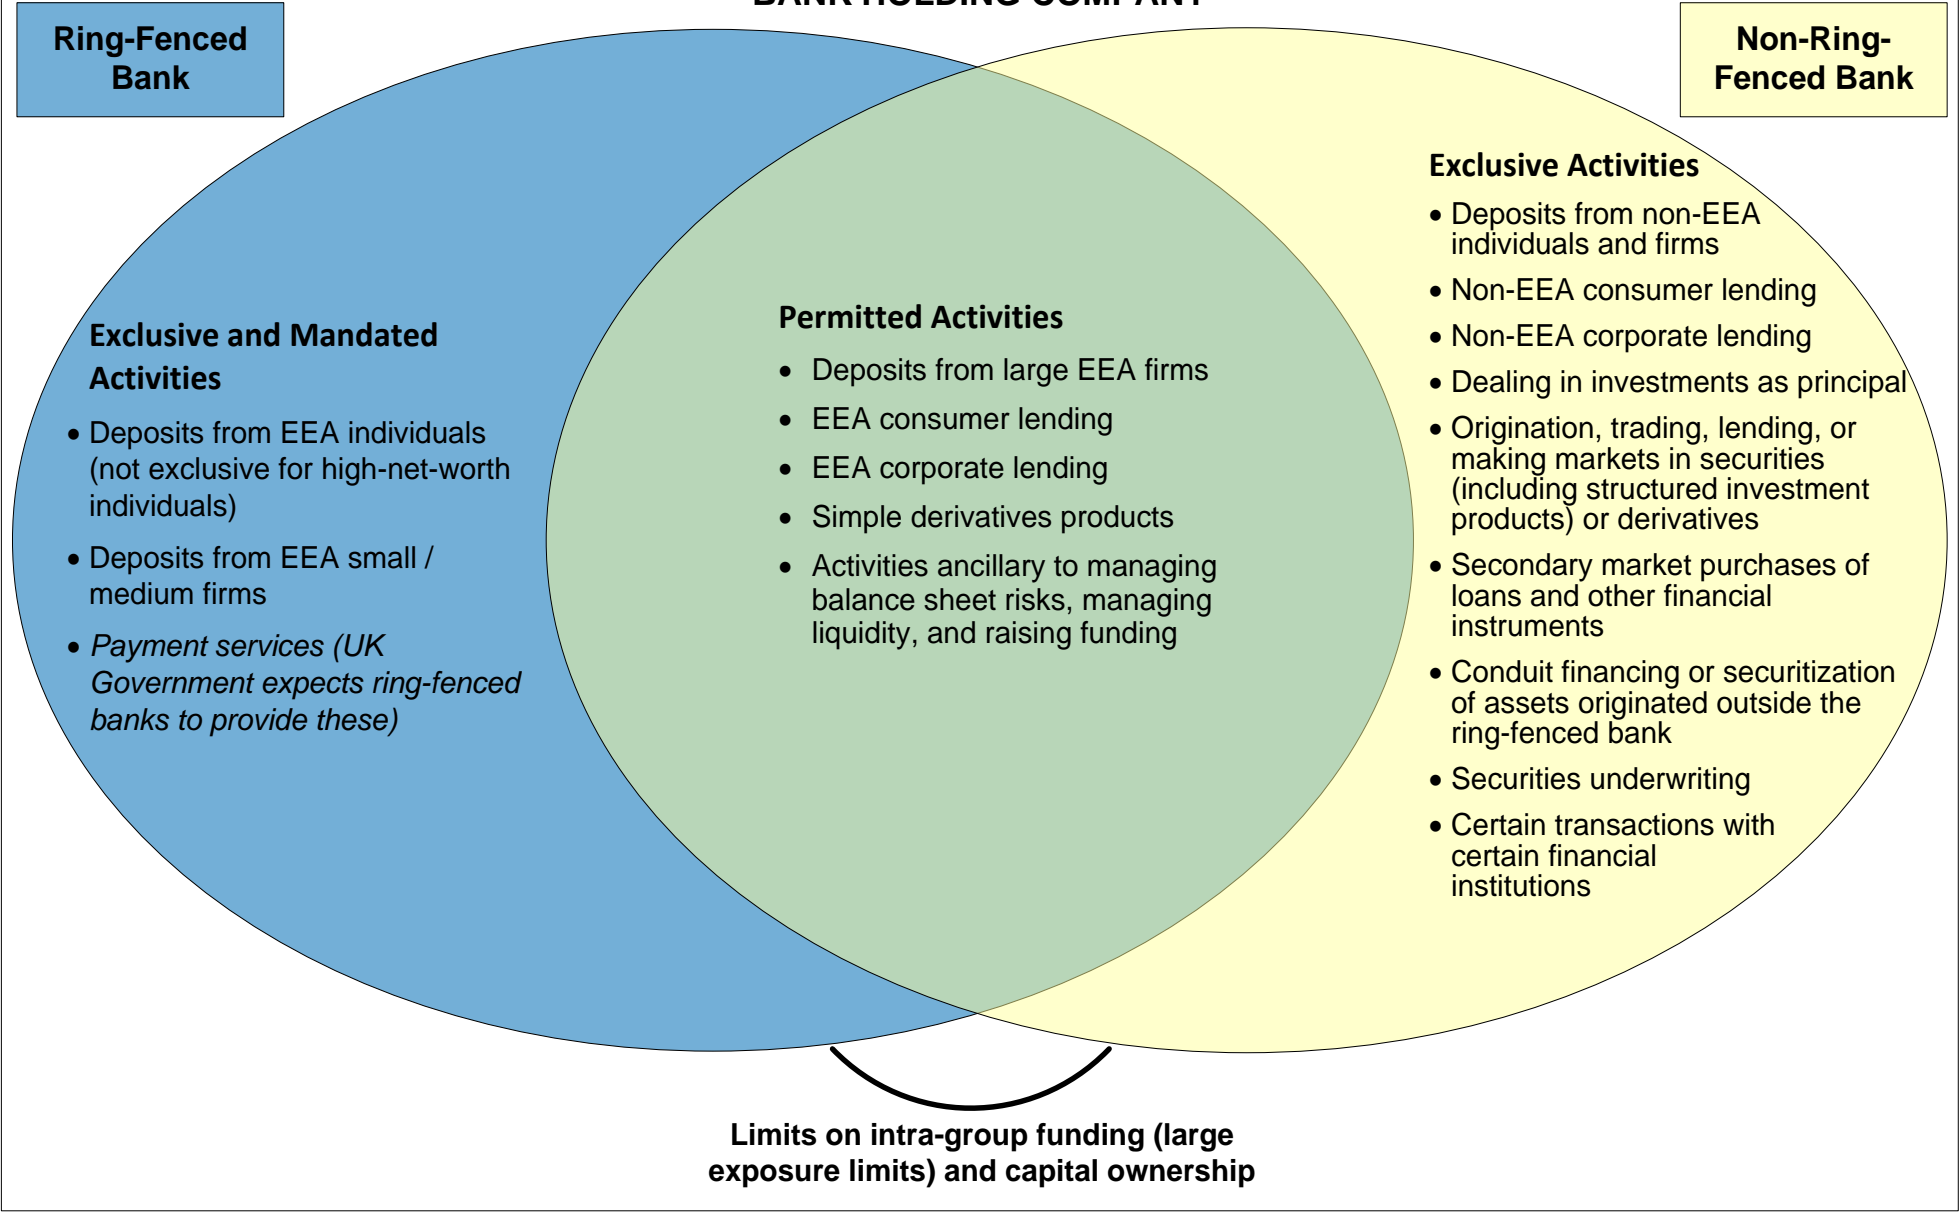 BANK HOLDING COMPANY
Ring-Fenced
Bank
Non-Ring-
Fenced Bank
Exclusive and Mandated
Activities
• Deposits from EEA individuals
(not exclusive for high-net-worth
individuals)
• Deposits from EEA small /
medium firms
• Payment services (UK
Government expects ring-fenced
banks to provide these)
Permitted Activities
• Deposits from large EEA firms
• EEA consumer lending
• EEA corporate lending
• Simple derivatives products
• Activities ancillary to managing
balance sheet risks, managing
liquidity, and raising funding
Exclusive Activities
• Deposits from non-EEA
individuals and firms
• Non-EEA consumer lending
• Non-EEA corporate lending
• Dealing in investments as principal
• Origination, trading, lending, or
making markets in securities
(including structured investment
products) or derivatives
• Secondary market purchases of
loans and other financial
instruments
• Conduit financing or securitization
of assets originated outside the
ring-fenced bank
• Securities underwriting
• Certain transactions with
certain financial
institutions
Limits on intra-group funding (large
exposure limits) and capital ownership